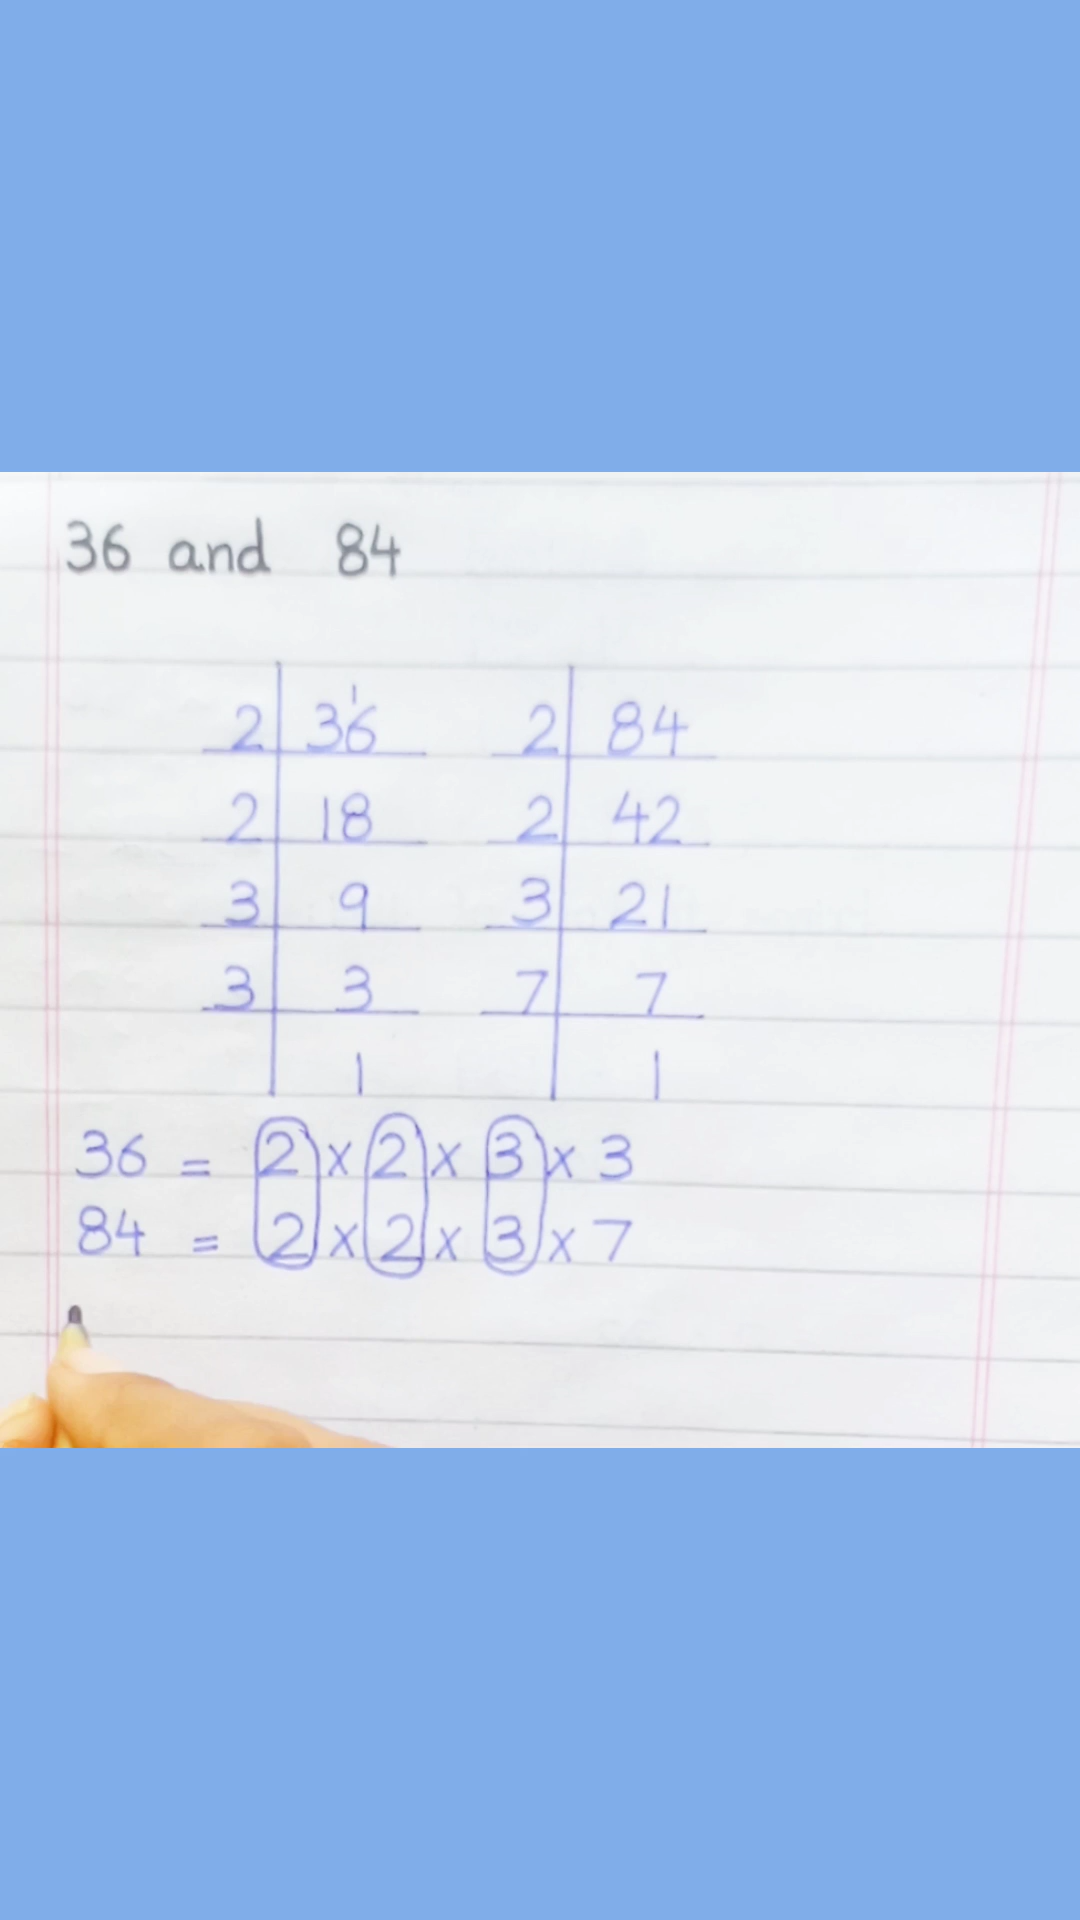 36 and 84
2 36 1 2 84
2 18 2 42
3 9 3 21
3 3 7 7
1 1
36 = 2 x 2 x 3 x 3
84 = 2 x 2 x 3 x 7